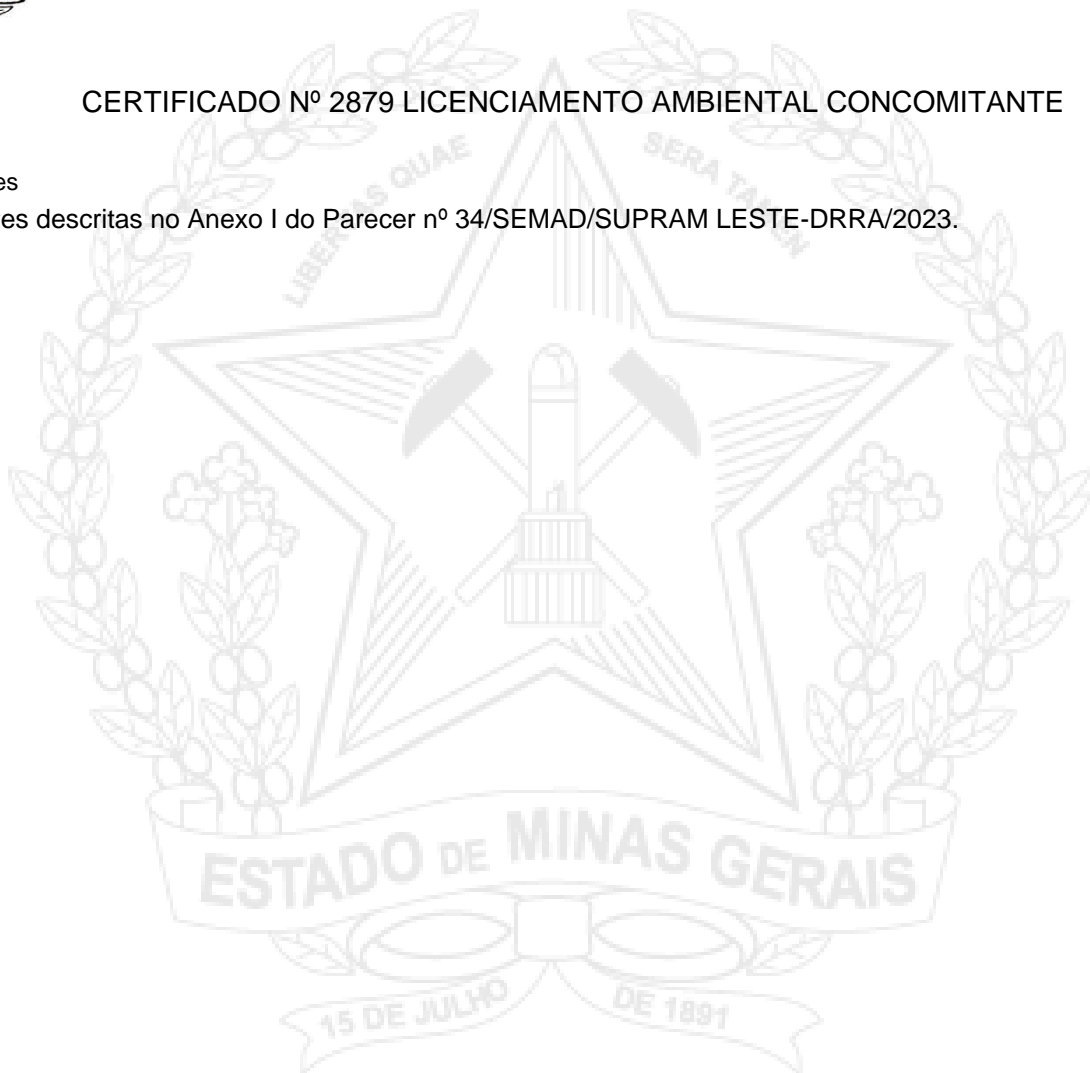 CERTIFICADO Nº 2879 LICENCIAMENTO AMBIENTAL CONCOMITANTE
es
es descritas no Anexo I do Parecer nº 34/SEMAD/SUPRAM LESTE-DRRA/2023.
LIBERTAS QUAE SERA TAMEN
ESTADO DE MINAS GERAIS
15 DE JULHO DE 1891